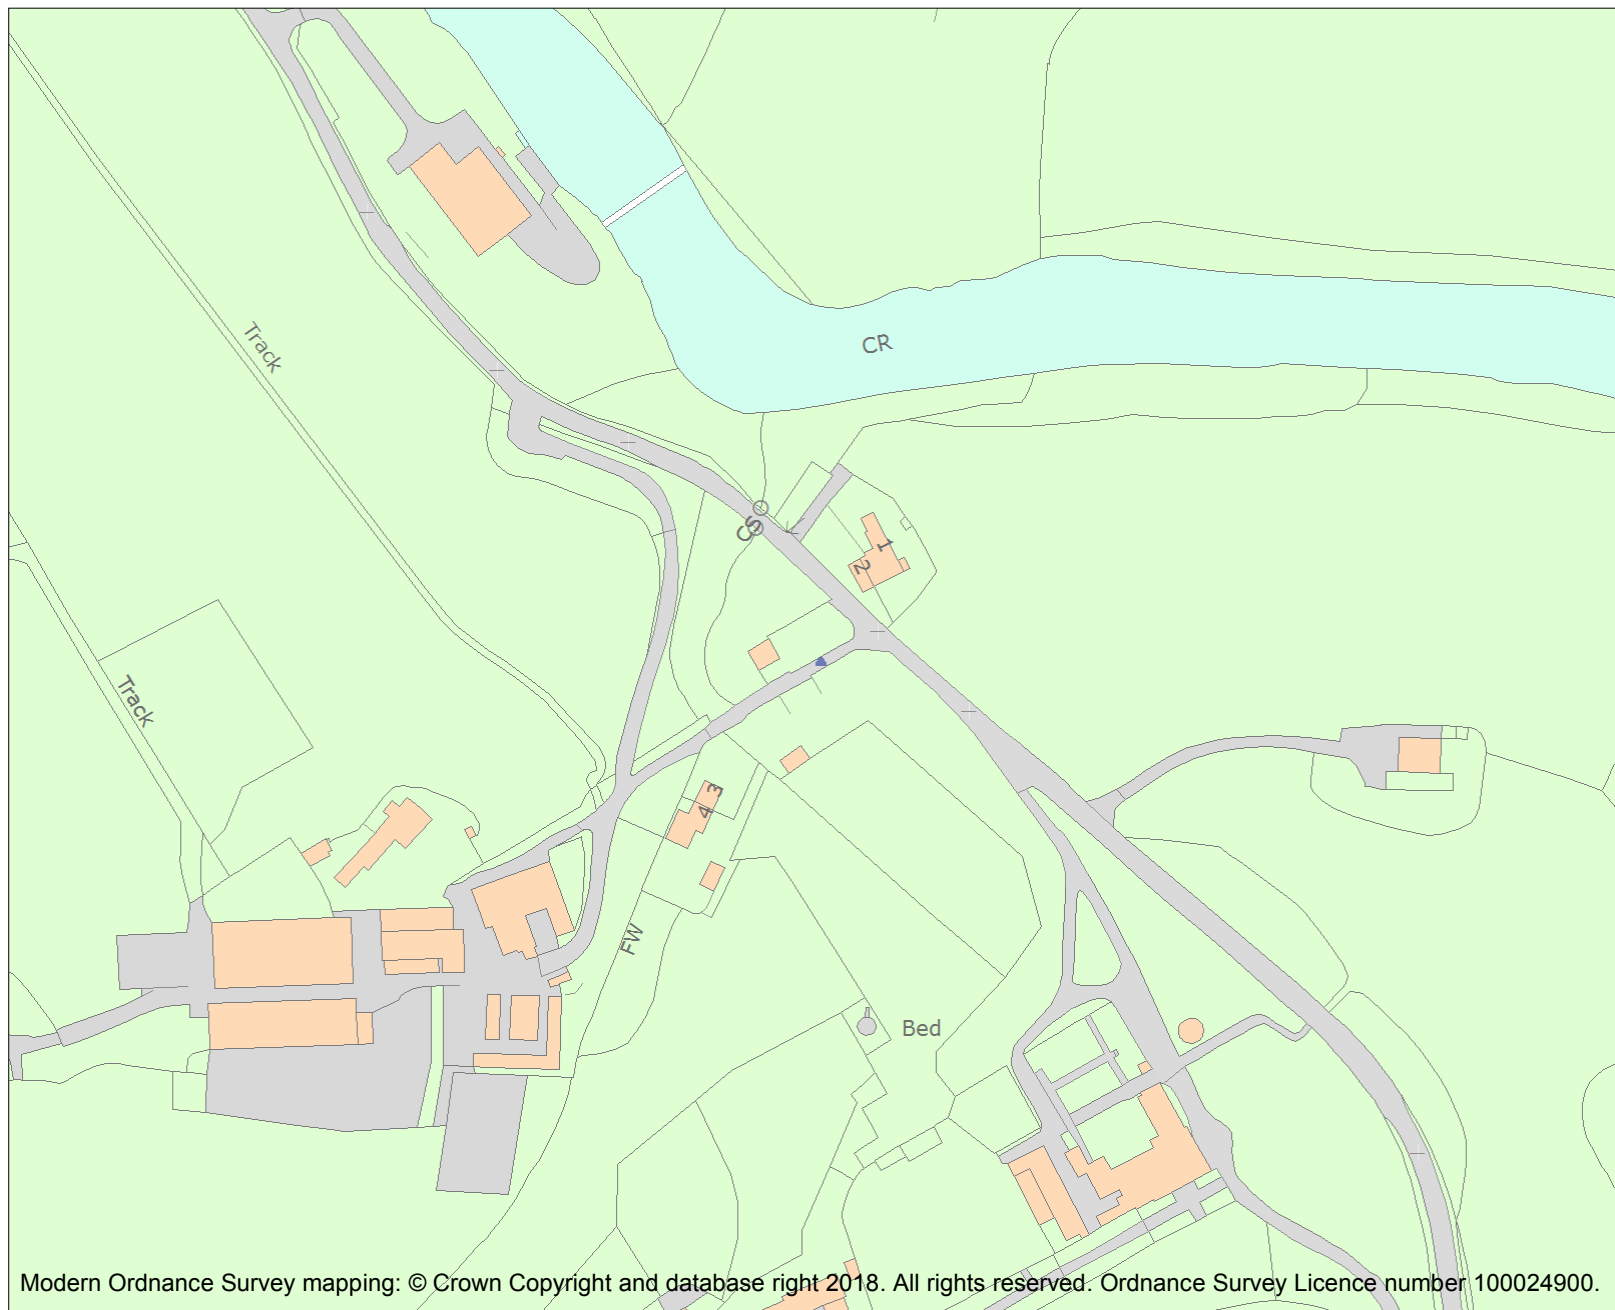 Track
CR
CS
1
2
Track
3
4
FW
Bed
Modern Ordnance Survey mapping: © Crown Copyright and database right 2018. All rights reserved. Ordnance Survey Licence number 100024900.